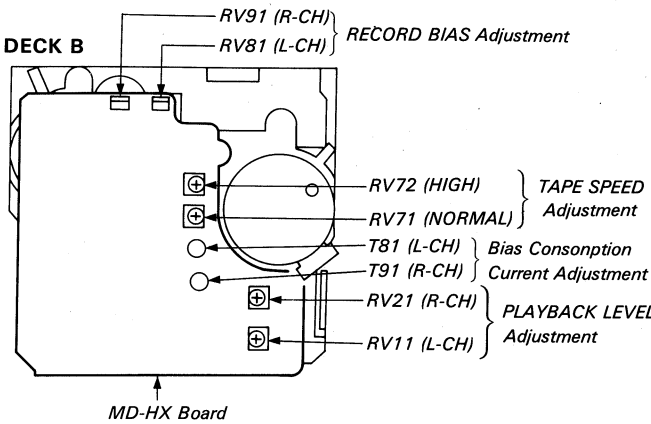 RV91 (R-CH)
RV81 (L-CH)
RECORD BIAS Adjustment
DECK B
RV72 (HIGH)
RV71 (NORMAL)
TAPE SPEED
Adjustment
T81 (L-CH)
T91 (R-CH)
Bias Consonption
Current Adjustment
RV21 (R-CH)
RV11 (L-CH)
PLAYBACK LEVEL
Adjustment
MD-HX Board